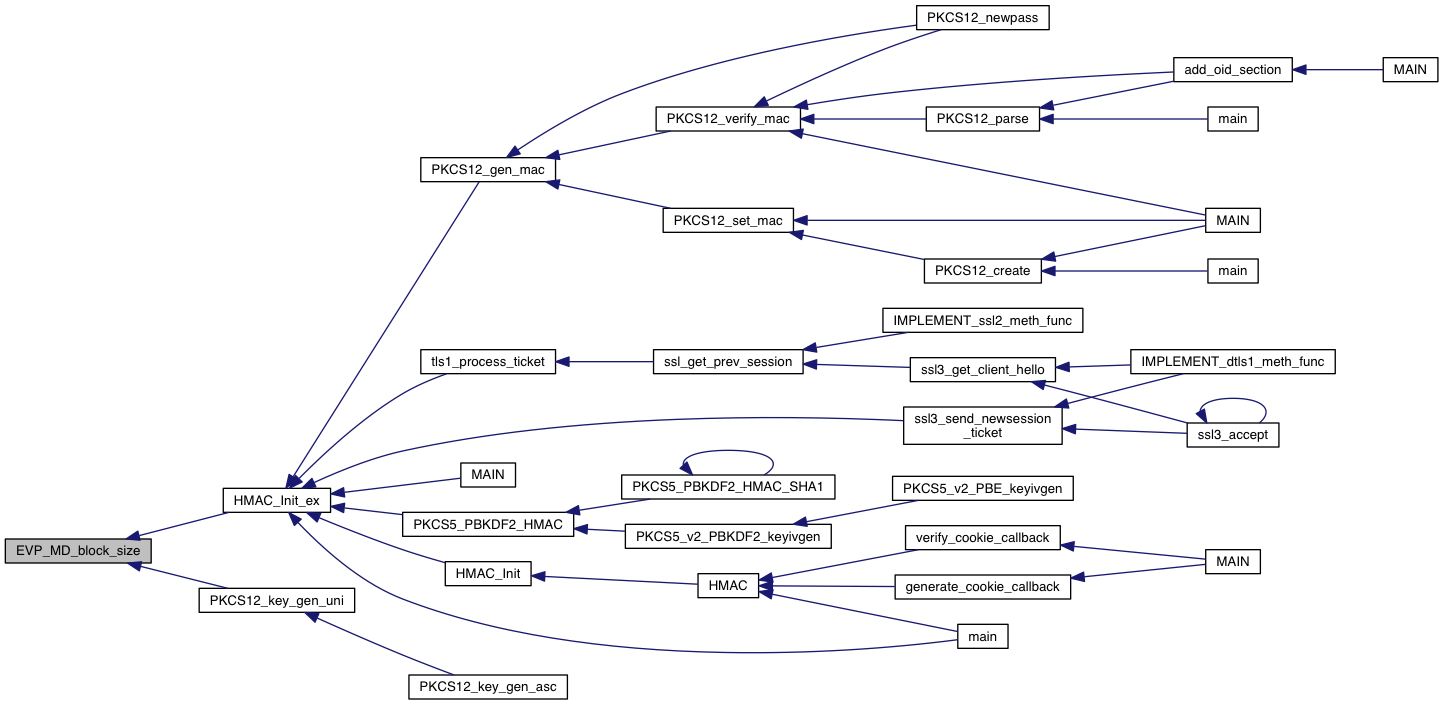 PKCS12_newpass
add_oid_section
MAIN
PKCS12_verify_mac
PKCS12_parse
main
PKCS12_gen_mac
PKCS12_set_mac
MAIN
PKCS12_create
main
IMPLEMENT_ssl2_meth_func
tls1_process_ticket
ssl_get_prev_session
ssl3_get_client_hello
IMPLEMENT_dtls1_meth_func
ssl3_send_newsession
_ticket
ssl3_accept
MAIN
PKCS5_PBKDF2_HMAC_SHA1
PKCS5_v2_PBE_keyivgen
HMAC_Init_ex
PKCS5_PBKDF2_HMAC
PKCS5_v2_PBKDF2_keyivgen
verify_cookie_callback
EVP_MD_block_size
MAIN
HMAC_Init
HMAC
generate_cookie_callback
PKCS12_key_gen_uni
main
PKCS12_key_gen_asc